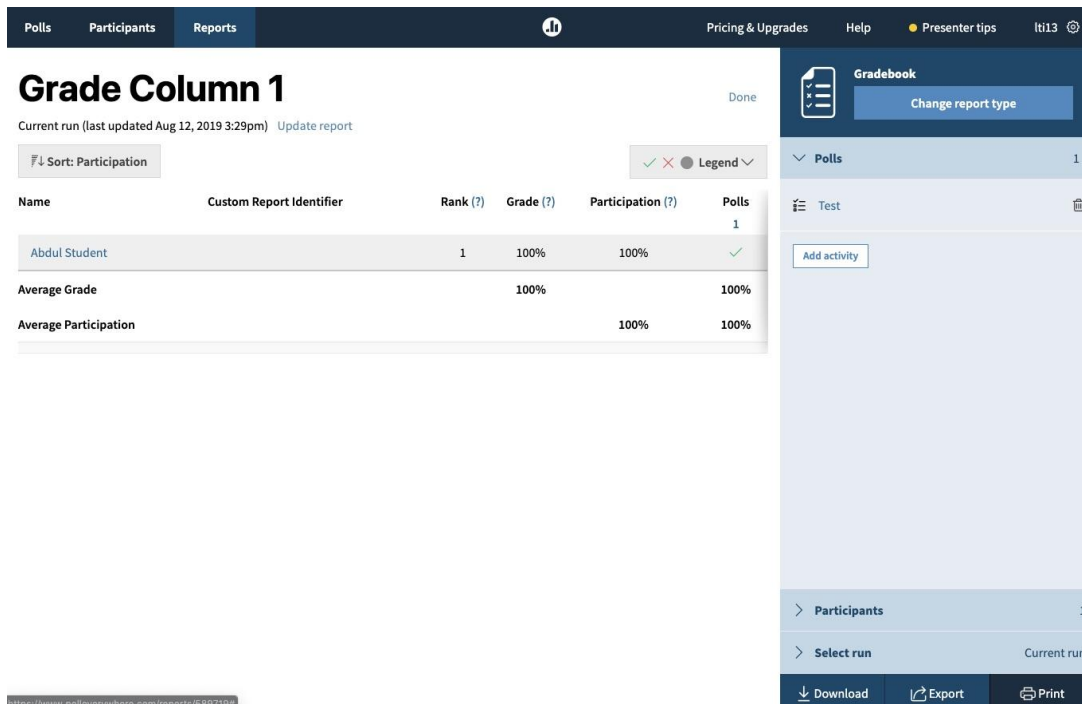 Polls Participants Reports Pricing & Upgrades Help Presenter tips lti13
Grade Column 1
Done
Current run (last updated Aug 12, 2019 3:29pm) Update report
Sort: Participation
Legend
Name Custom Report Identifier Rank (?) Grade (?) Participation (?) Polls
1
Abdul Student 1 100% 100%
Average Grade 100% 100%
Average Participation 100% 100%
Gradebook
Change report type
Polls 1
Test
Add activity
Participants
Select run Current run
Download Export Print